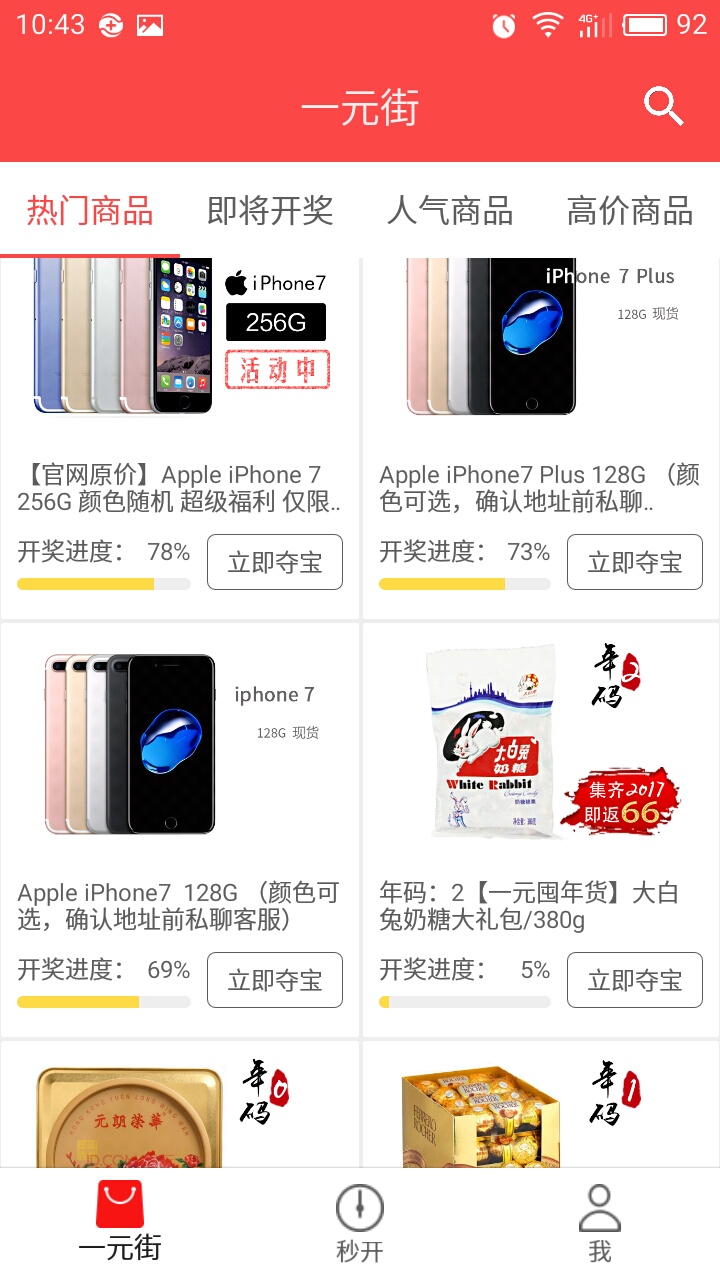 10:43
4G+
92
一元街
热门商品
即将开奖
人气商品
高价商品
iPhone7
256G
活动中
iPhone 7 Plus
128G 现货
【官网原价】Apple iPhone 7
256G 颜色随机 超级福利 仅限..
开奖进度： 78%
立即夺宝
Apple iPhone7 Plus 128G （颜
色可选，确认地址前私聊..
开奖进度： 73%
立即夺宝
iphone 7
128G 现货
Apple iPhone7  128G （颜色可
选，确认地址前私聊客服）
开奖进度： 69%
立即夺宝
年码2
大白兔
奶糖
White Rabbit
Creamy Candy
集齐2017
即返66
年码：2【一元囤年货】大白
兔奶糖大礼包/380g
开奖进度： 5%
立即夺宝
元朗榮華
JD.COM
年码0
FERRERO
ROCHER
年码1
一元街
秒开
我